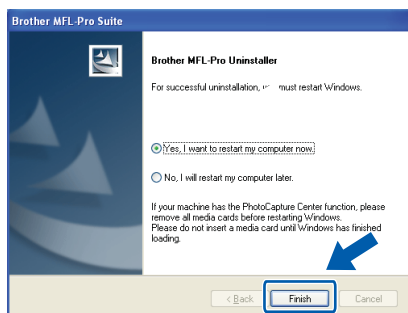 Brother MFL-Pro Suite
Brother MFL-Pro Uninstaller
For successful uninstallation, must restart Windows.
Yes, I want to restart my computer now.
No, I will restart my computer later.
If your machine has the PhotoCapture Center function, please
remove all media cards before restarting Windows.
Please do not insert a media card until Windows has finished
loading.
< Back
Finish
Cancel